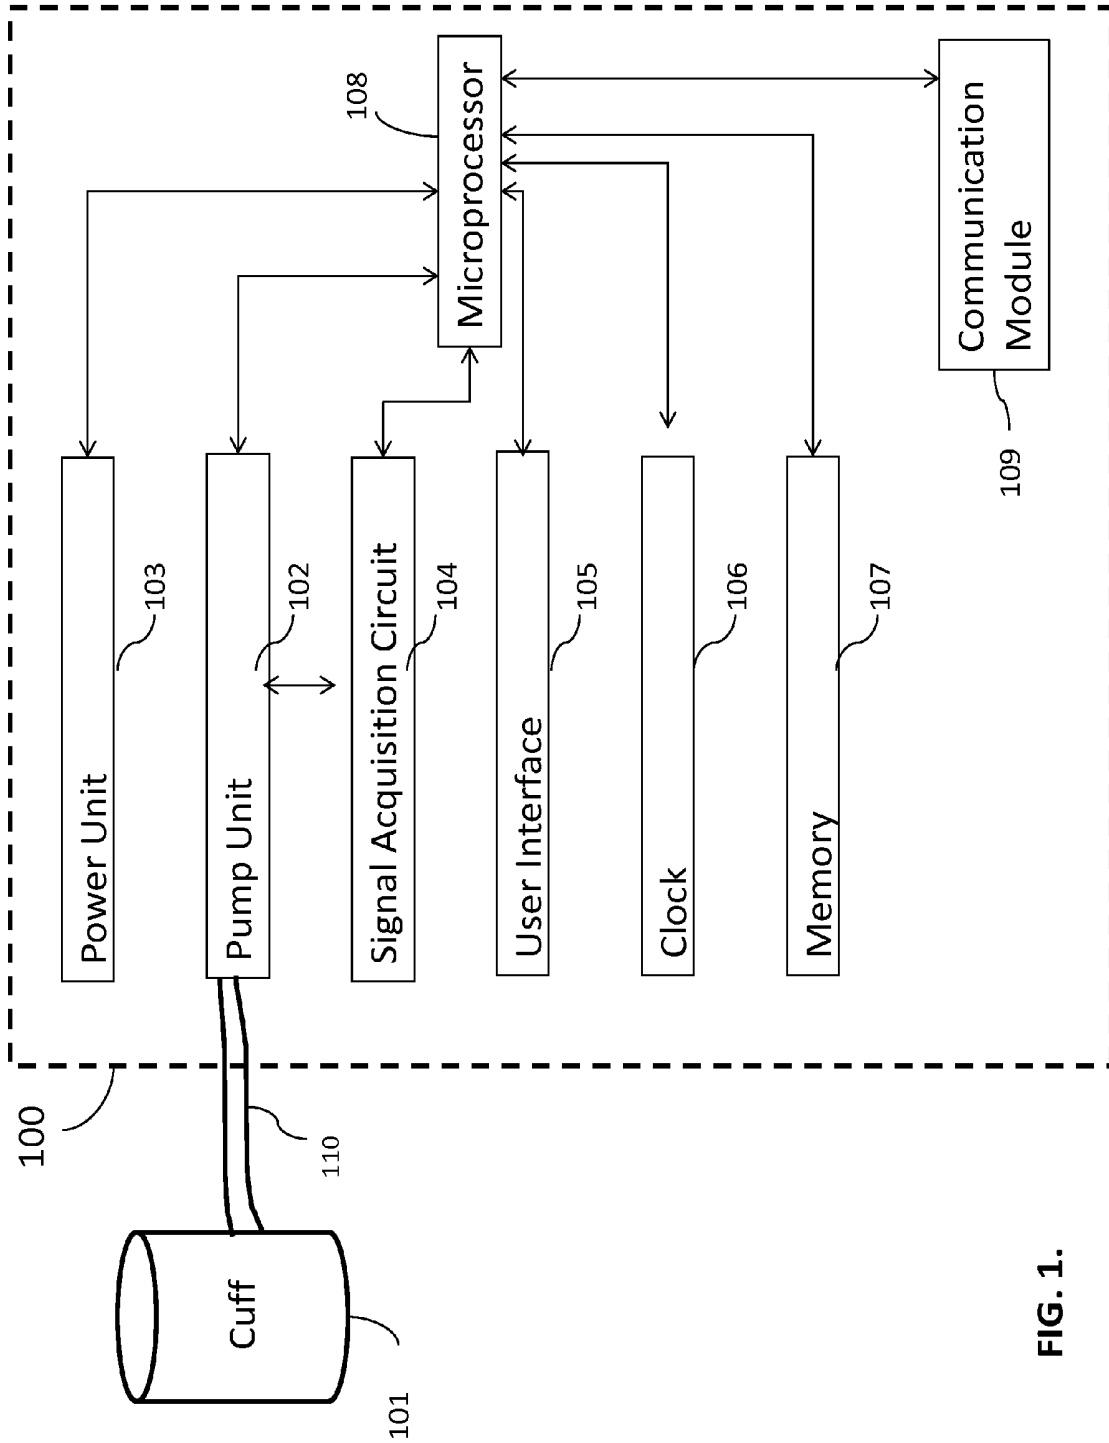 100
Cuff
101
110
Power Unit
103
Pump Unit
102
Signal Acquisition Circuit
104
User Interface
105
Clock
106
Memory
107
Microprocessor
108
Communication
Module
109
FIG. 1.